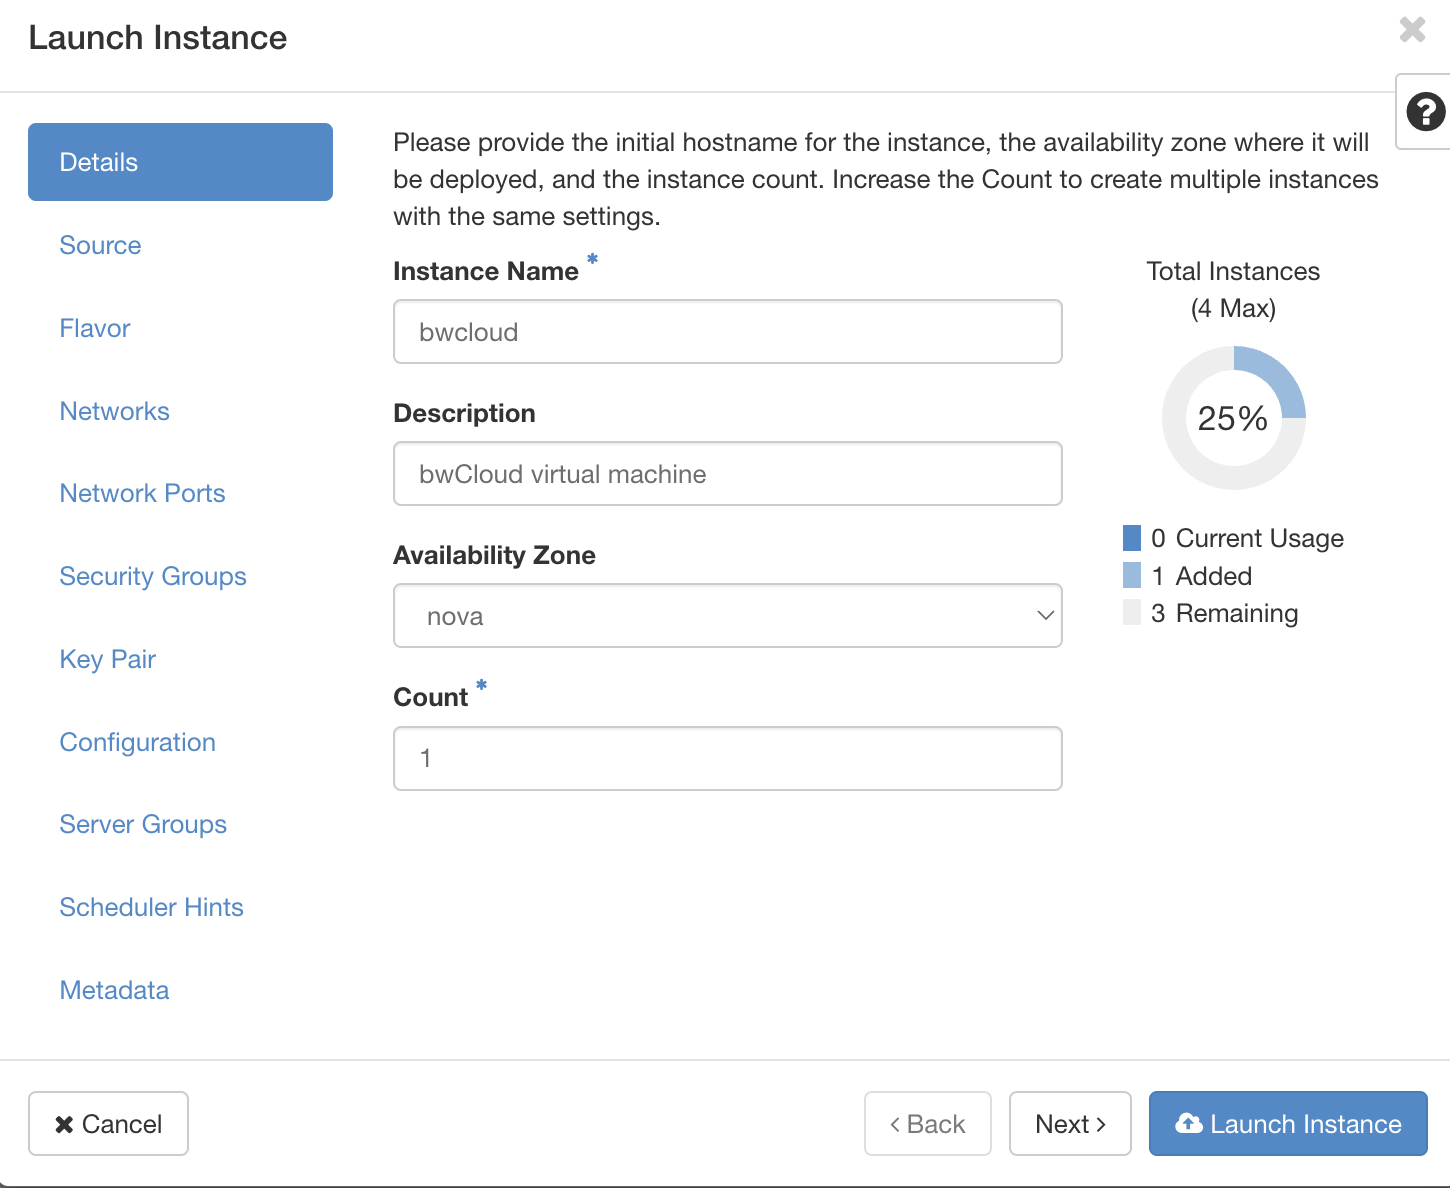 Launch Instance
Details
Source
Flavor
Networks
Network Ports
Security Groups
Key Pair
Configuration
Server Groups
Scheduler Hints
Metadata
Please provide the initial hostname for the instance, the availability zone where it will
be deployed, and the instance count. Increase the Count to create multiple instances
with the same settings.
Instance Name *
bwcloud
Description
bwCloud virtual machine
Availability Zone
nova
Count *
1
Total Instances
(4 Max)
25%
0 Current Usage
1 Added
3 Remaining
Cancel
Back
Next
Launch Instance